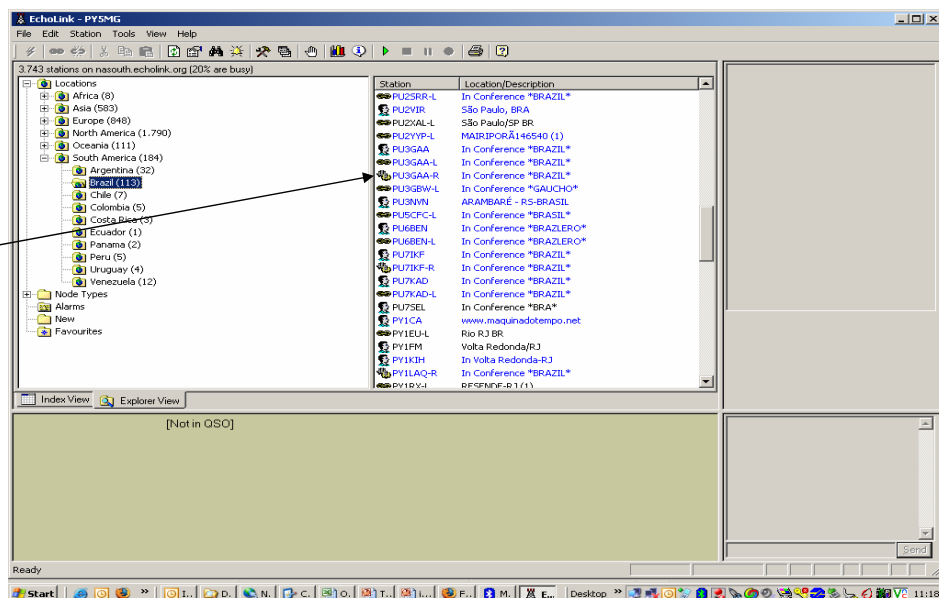 EchoLink - PY5MG
File Edit Station Tools View Help
3.743 stations on nasouth.echolink.org (20% are busy)
Locations
Africa (8)
Asia (583)
Europe (848)
North America (1.790)
Oceania (111)
South America (184)
Argentina (32)
Brazil (113)
Chile (7)
Colombia (5)
Costa Rica (3)
Ecuador (1)
Panama (2)
Peru (5)
Uruguay (4)
Venezuela (12)
Node Types
Alarms
New
Favourites
Station Location/Description
PU2SRR-L In Conference *BRAZIL*
PU2VIR São Paulo, BRA
PU2XAL-L São Paulo/SP BR
PU2YYP-L MAIRIPORÃ146540 (1)
PU3GAA In Conference *BRAZIL*
PU3GAA-L In Conference *BRAZIL*
PU3GAA-R In Conference *BRAZIL*
PU3GBW-L In Conference *GAUCHO*
PU3NVN ARAMBARÉ - RS-BRASIL
PU5CFC-L In Conference *BRASIL*
PU6BEN In Conference *BRAZLERO*
PU6BEN-L In Conference *BRAZLERO*
PU7IKF In Conference *BRAZIL*
PU7IKF-R In Conference *BRAZIL*
PU7KAD In Conference *BRAZIL*
PU7KAD-L In Conference *BRAZIL*
PU7SEL In Conference *BRA*
PY1CA www.maquinadotempo.net
PY1EU-L Rio RJ BR
PY1FM Volta Redonda/RJ
PY1KIH In Volta Redonda-RJ
PY1LAQ-R In Conference *BRAZIL*
PY1RX-L RESENDE-RJ (1)
Index View Explorer View
[Not in QSO]
Send
Ready
Start I... D... N... C... O... T... i... F... M... E... Desktop 11:18